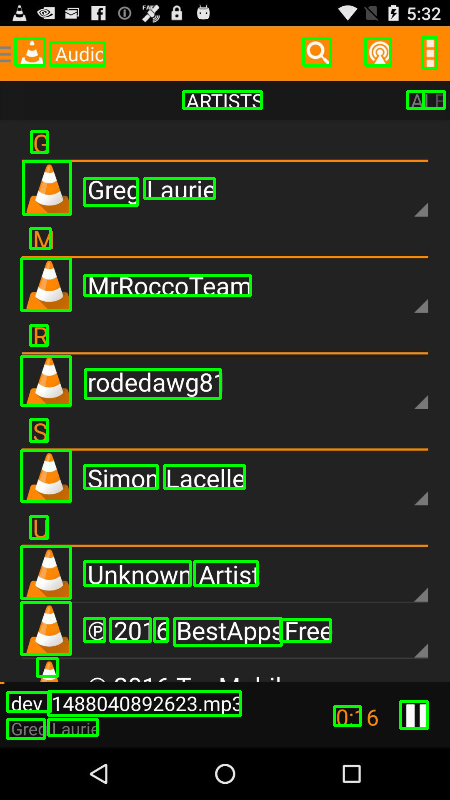 5:32
Audio
ARTISTS
G
Greg Laurie
M
MrRoccoTeam
R
rodedawg81
S
Simon Lacelle
U
Unknown Artist
℗ 2016 BestAppsFree
dev 1488040892623.mp3
0:16
Greg Laurie